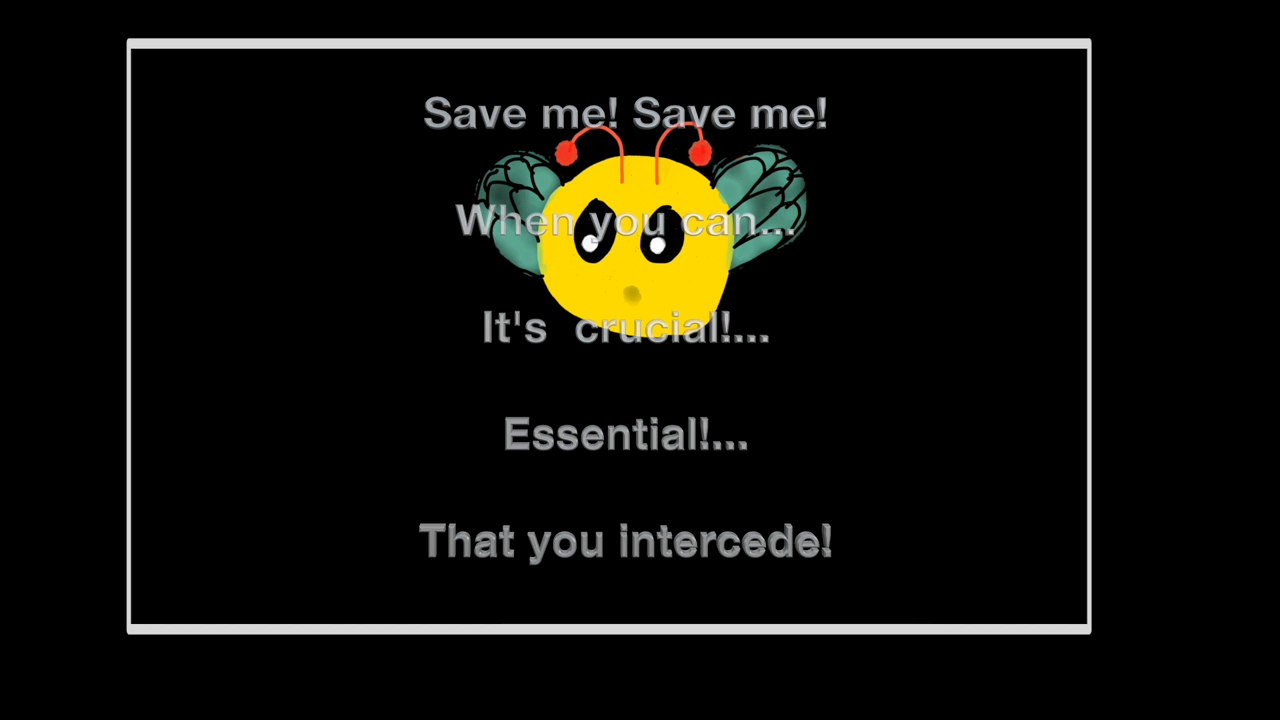 Save me! Save me!
When you can...
It's crucial!...
Essential!...
That you intercede!